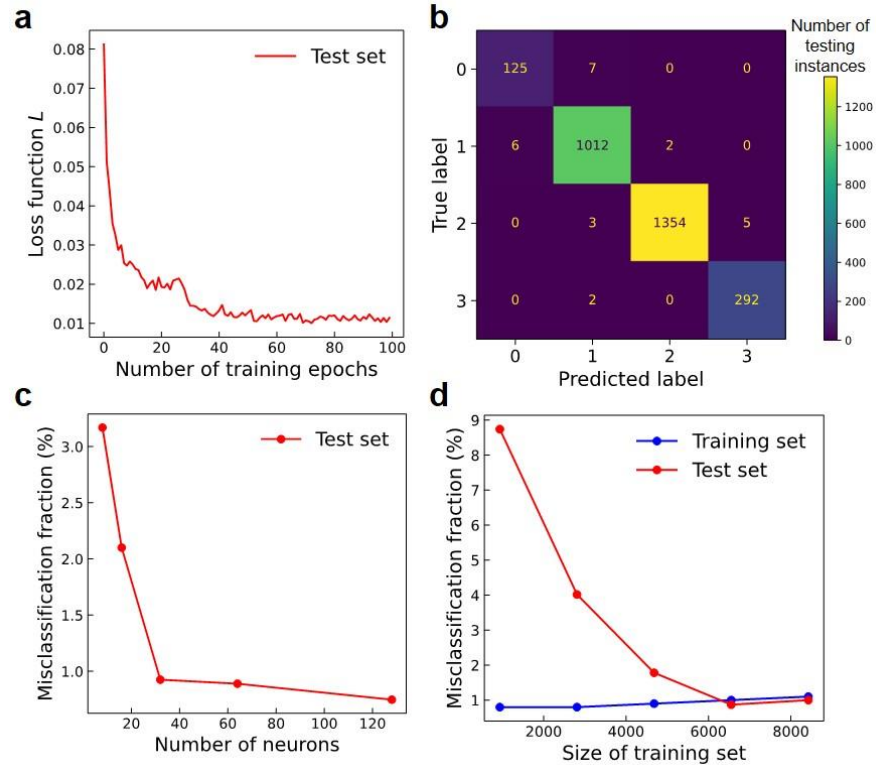 a
0.08
0.07
0.06
0.05
0.04
0.03
0.02
0.01
Loss function L
Test set
0 20 40 60 80 100
Number of training epochs
b
Number of
testing
instances
True label
0
1
2
3
125 7 0 0
6 1012 2 0
0 3 1354 5
0 2 0 292
0 1 2 3
Predicted label
1200
1000
800
600
400
200
0
c
3.0
2.5
2.0
1.5
1.0
Misclassification fraction (%)
Test set
20 40 60 80 100 120
Number of neurons
d
9
8
7
6
5
4
3
2
1
Misclassification fraction (%)
Training set
Test set
2000 4000 6000 8000
Size of training set